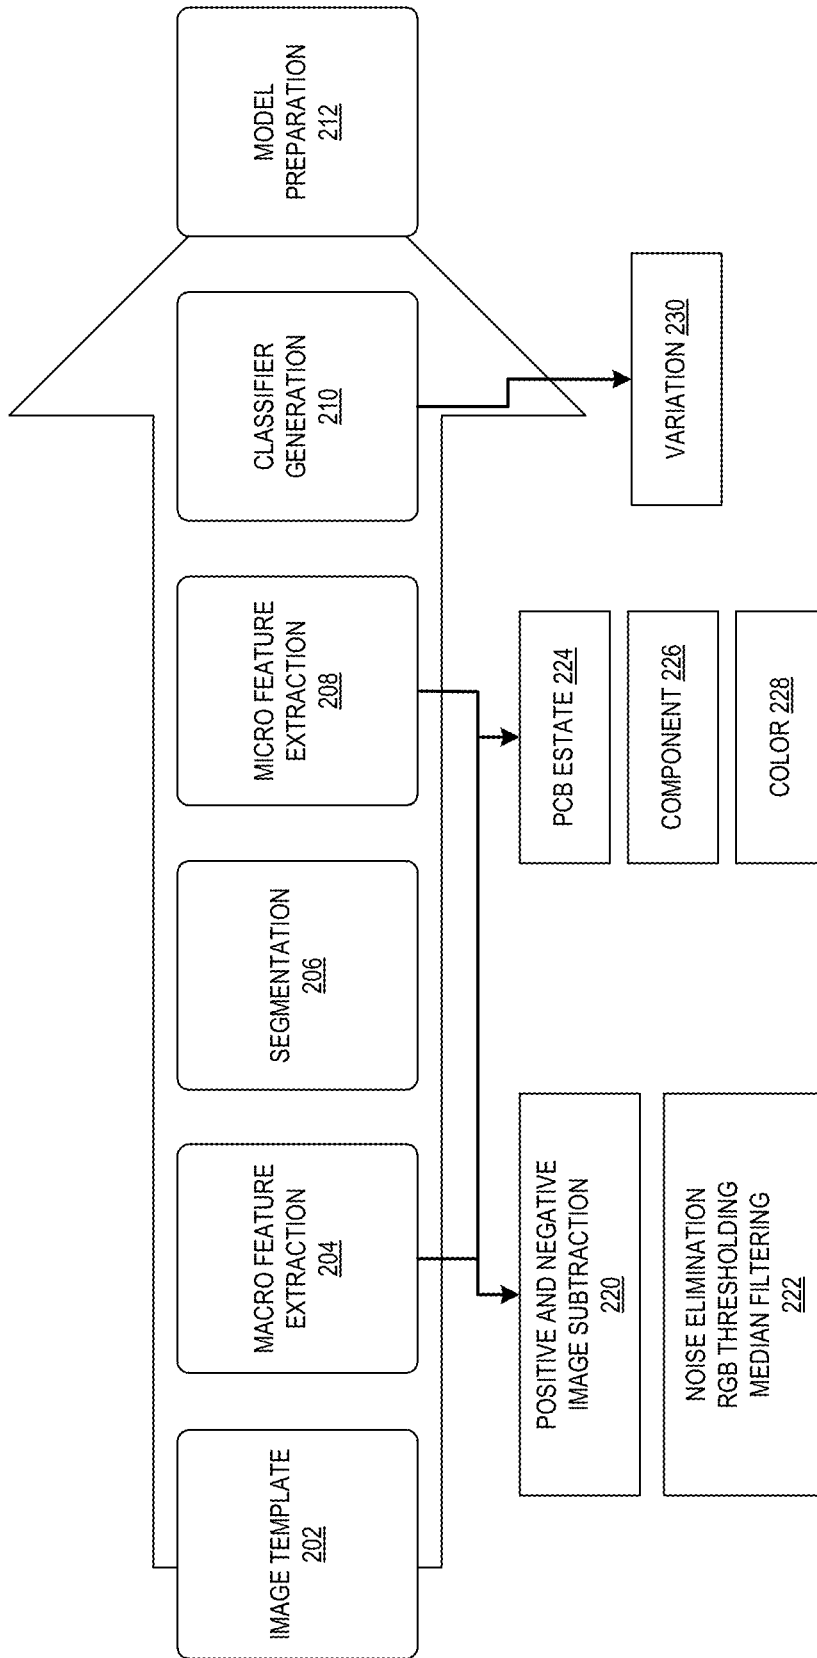 IMAGE TEMPLATE
202
MACRO FEATURE
EXTRACTION
204
SEGMENTATION
206
MICRO FEATURE
EXTRACTION
208
CLASSIFIER
GENERATION
210
MODEL
PREPARATION
212
POSITIVE AND NEGATIVE
IMAGE SUBTRACTION
220
NOISE ELIMINATION
RGB THRESHOLDING
MEDIAN FILTERING
222
PCB ESTATE 224
COMPONENT 226
COLOR 228
VARIATION 230